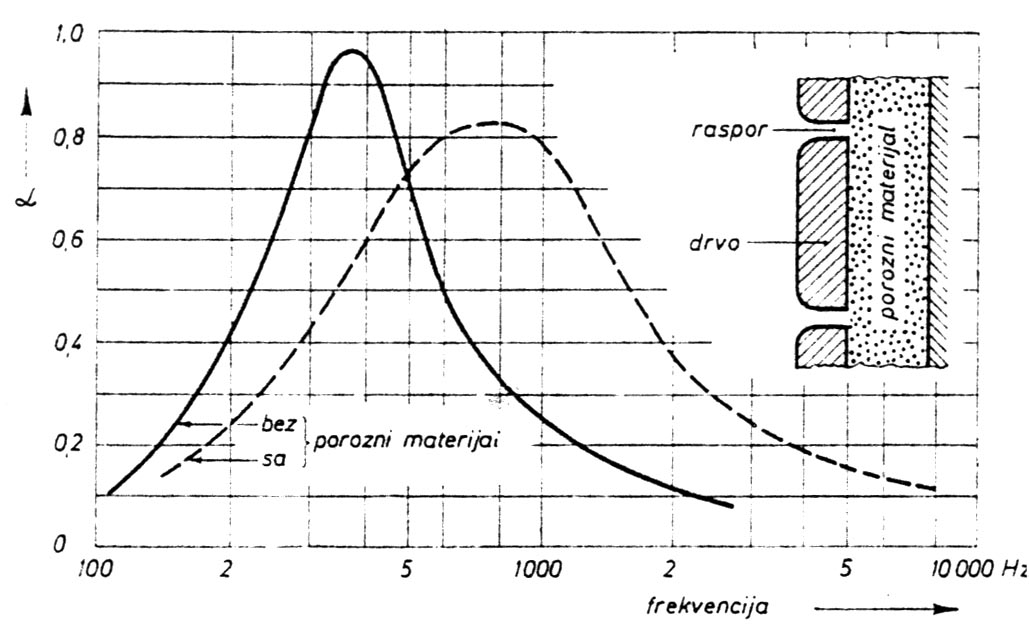 1,0
0,8
0,6
0,4
0,2
0
α
100 2 5 1000 2 5 10 000 Hz
frekvencija
bez
sa
porozni materijal
raspor
drvo
porozni materijal